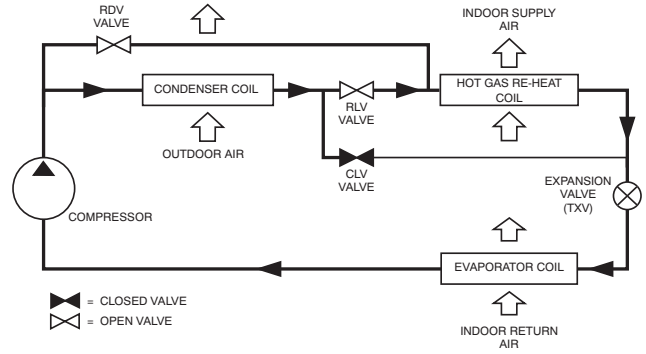 RDV
VALVE
INDOOR SUPPLY
AIR
CONDENSER COIL
HOT GAS RE-HEAT
COIL
RLV
VALVE
OUTDOOR AIR
CLV
VALVE
EXPANSION
VALVE
(TXV)
COMPRESSOR
EVAPORATOR COIL
= CLOSED VALVE
= OPEN VALVE
INDOOR RETURN
AIR